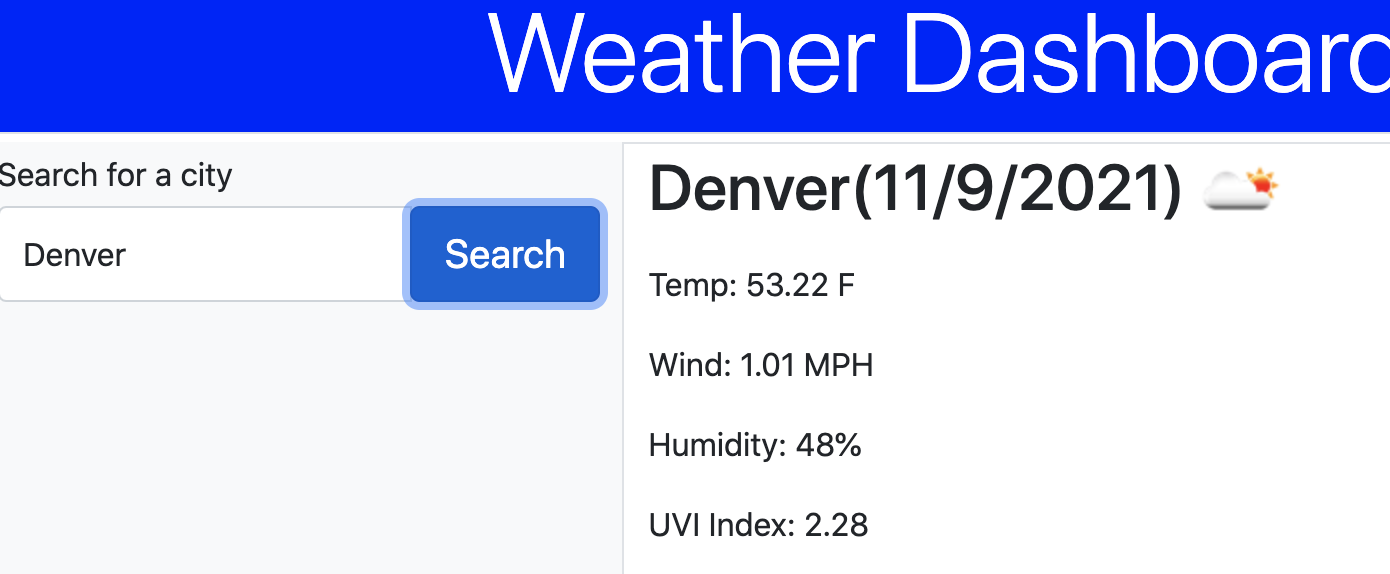 Weather Dashboard
Search for a city
Denver
Search
Denver(11/9/2021)
Temp: 53.22 F
Wind: 1.01 MPH
Humidity: 48%
UVI Index: 2.28